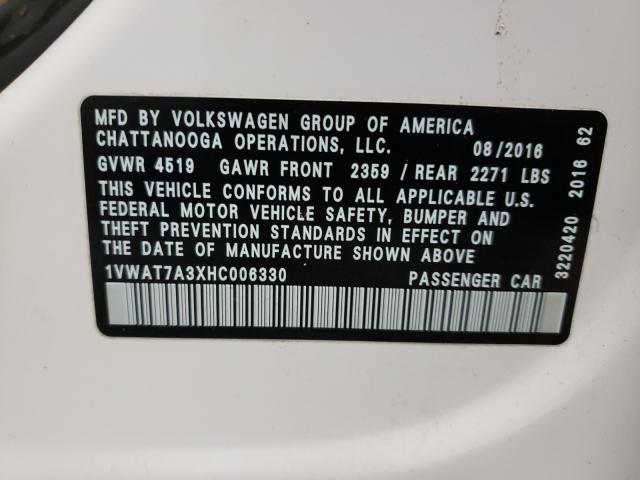 MFD BY VOLKSWAGEN GROUP OF AMERICA
CHATTANOOGA OPERATIONS, LLC. 08/2016
GVWR 4519 GAWR FRONT 2359 / REAR 2271 LBS
THIS VEHICLE CONFORMS TO ALL APPLICABLE U.S.
FEDERAL MOTOR VEHICLE SAFETY, BUMPER AND
THEFT PREVENTION STANDARDS IN EFFECT ON
THE DATE OF MANUFACTURE SHOWN ABOVE
1VWAT7A3XHC006330 PASSENGER CAR
3220420 2016 62